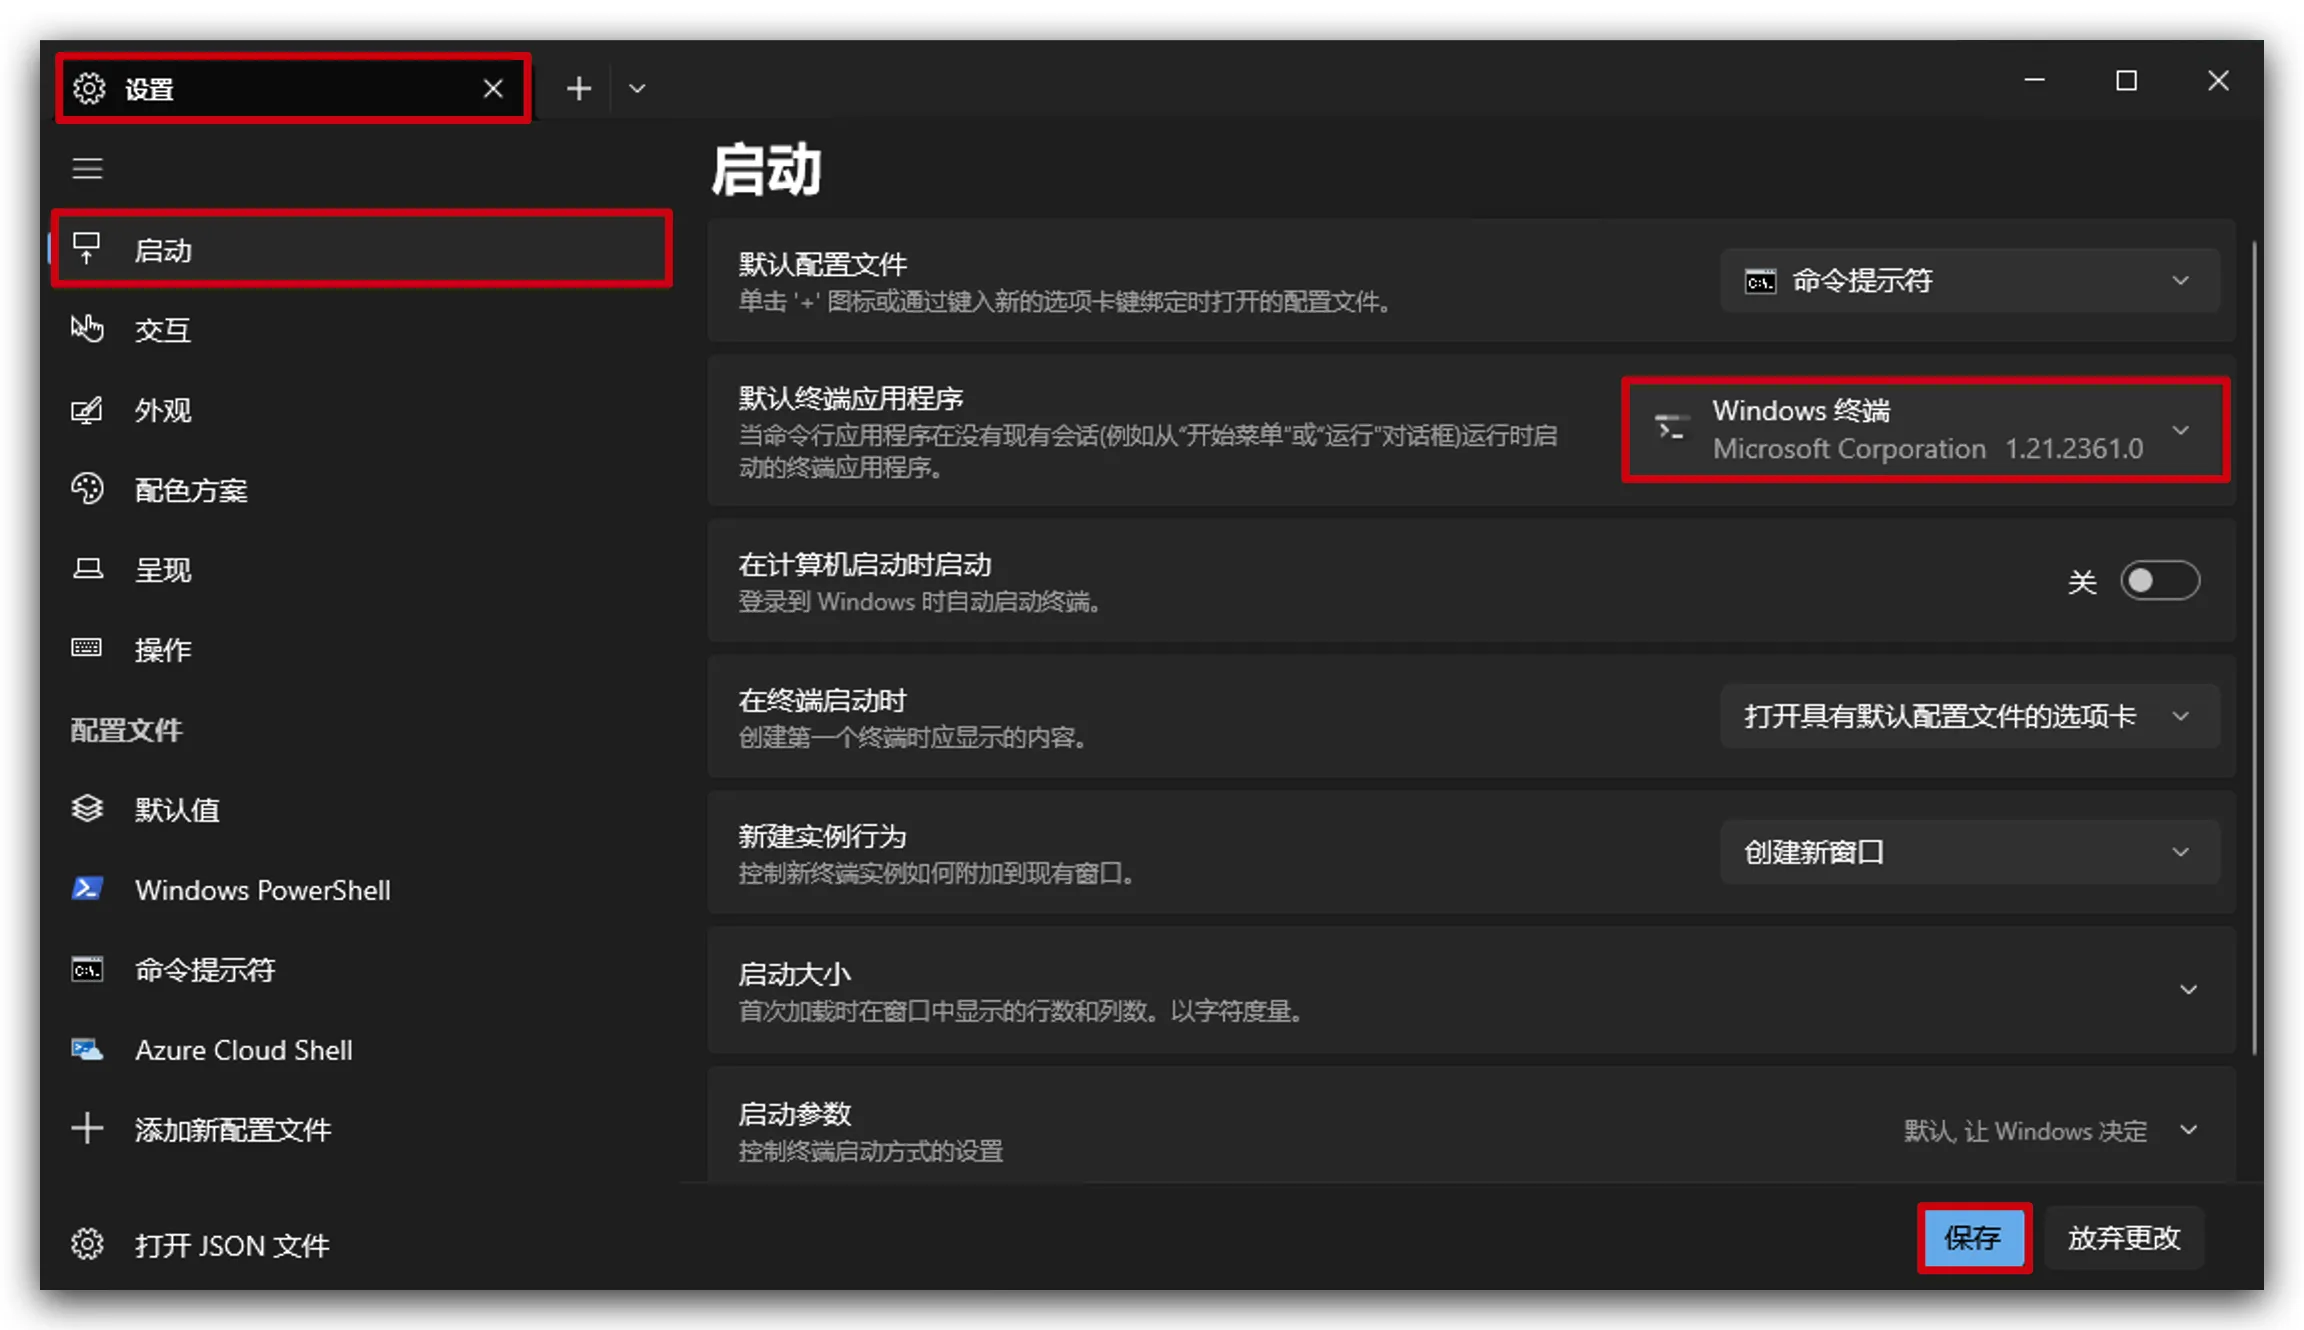 设置
启动
交互
外观
配色方案
呈现
操作
配置文件
默认值
Windows PowerShell
命令提示符
Azure Cloud Shell
添加新配置文件
打开 JSON 文件
启动
默认配置文件
单击 '+' 图标或通过键入新的选项卡键绑定时打开的配置文件。
命令提示符
默认终端应用程序
当命令行应用程序在没有现有会话(例如从“开始菜单”或“运行”对话框)运行时启
动的终端应用程序。
Windows 终端
Microsoft Corporation 1.21.2361.0
在计算机启动时启动
登录到 Windows 时自动启动终端。
关
在终端启动时
创建第一个终端时应显示的内容。
打开具有默认配置文件的选项卡
新建实例行为
控制新终端实例如何附加到现有窗口。
创建新窗口
启动大小
首次加载时在窗口中显示的行数和列数。以字符度量。
启动参数
控制终端启动方式的设置
默认, 让 Windows 决定
保存
放弃更改